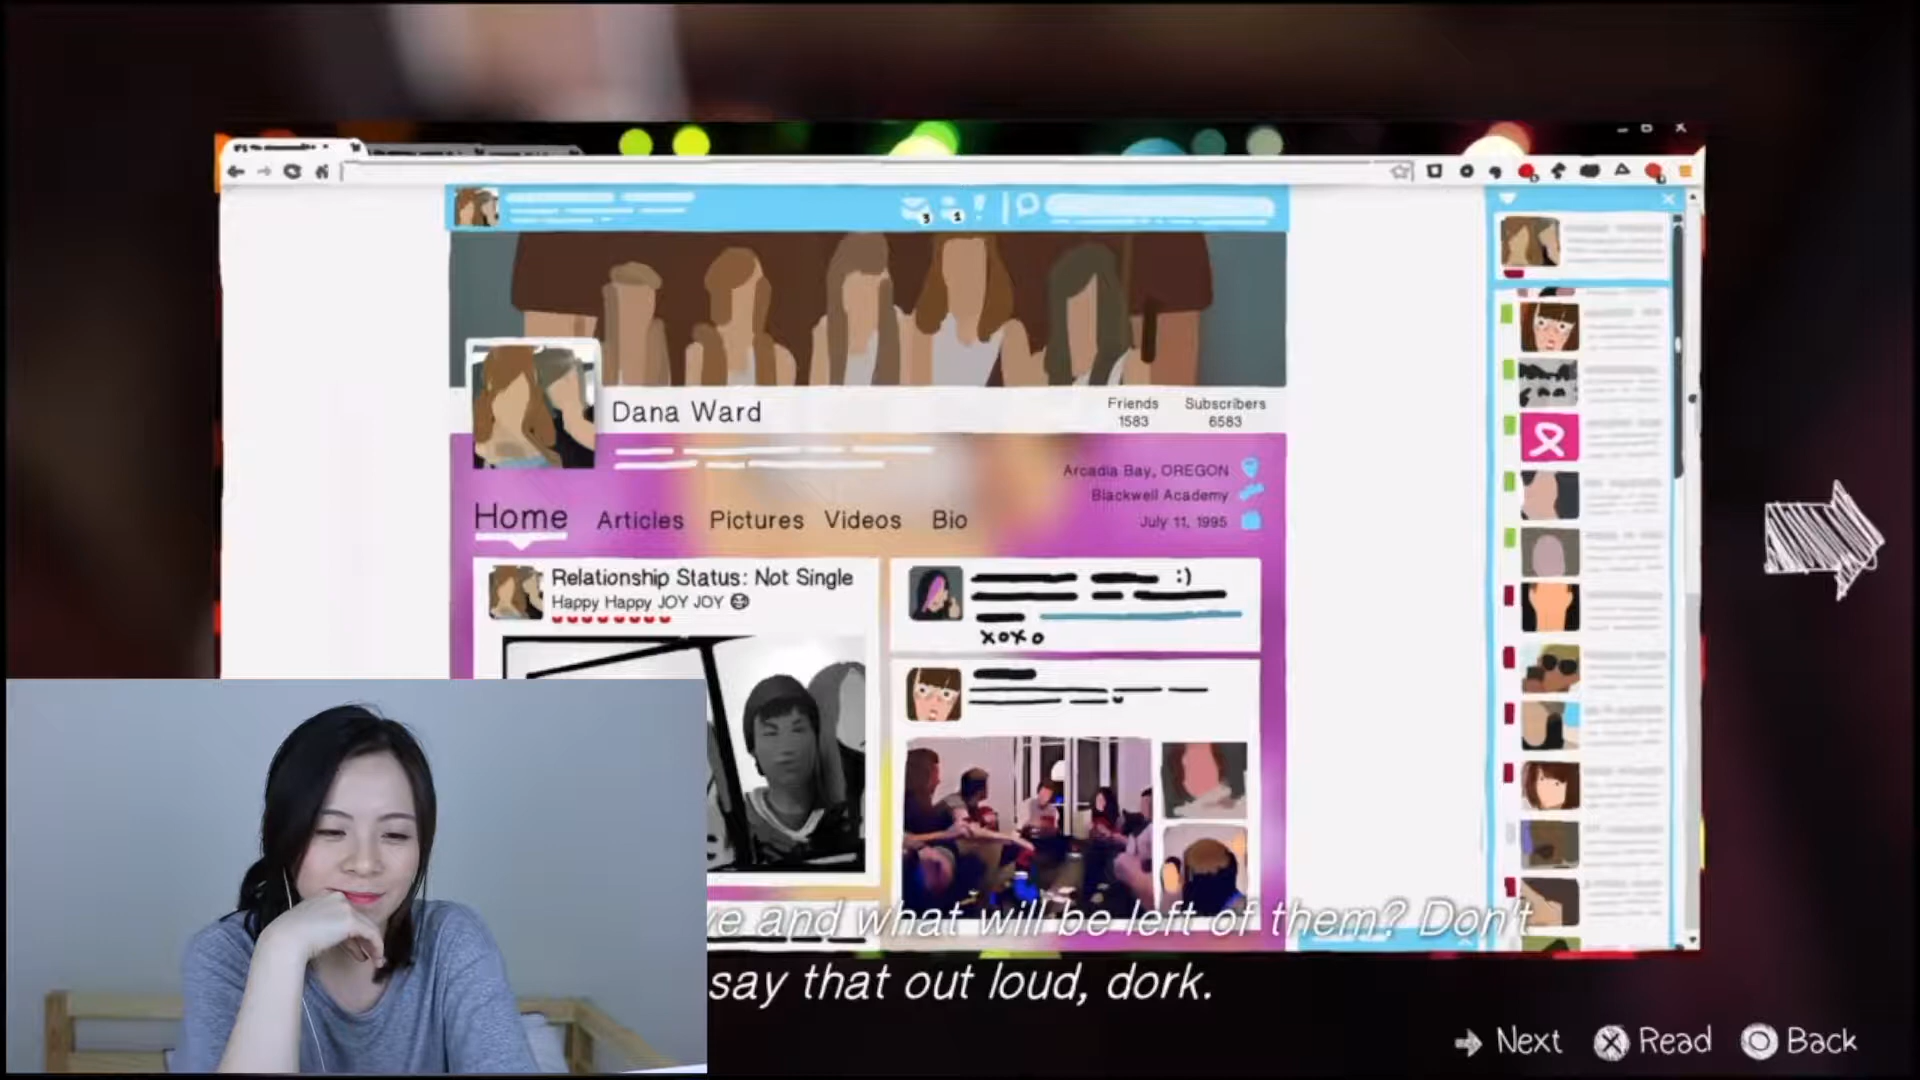 3
1
Dana Ward
Friends
1583
Subscribers
6583
Arcadia Bay, OREGON
Blackwell Academy
July 11, 1995
Home
Articles
Pictures
Videos
Bio
Relationship Status: Not Single
Happy Happy JOY JOY
:)
xoxo
and what will be left of them? Don't
say that out loud, dork.
Next
Read
Back